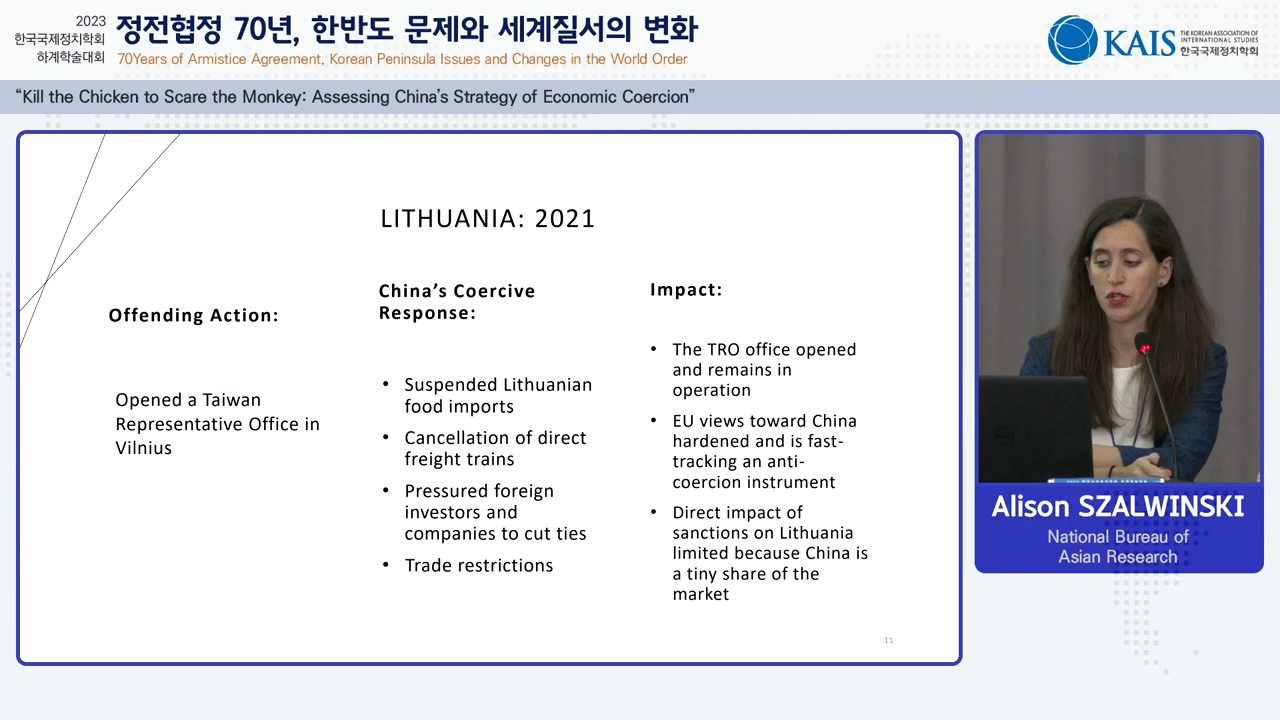 2023
한국국제정치학회
하계학술대회
정전협정 70년, 한반도 문제와 세계질서의 변화
70Years of Armistice Agreement, Korean Peninsula Issues and Changes in the World Order
KAIS
THE KOREAN ASSOCIATION OF
INTERNATIONAL STUDIES
한국국제정치학회
“Kill the Chicken to Scare the Monkey: Assessing China’s Strategy of Economic Coercion”
LITHUANIA: 2021
Offending Action:
Opened a Taiwan
Representative Office in
Vilnius
China’s Coercive
Response:
• Suspended Lithuanian
food imports
• Cancellation of direct
freight trains
• Pressured foreign
investors and
companies to cut ties
• Trade restrictions
Impact:
• The TRO office opened
and remains in
operation
• EU views toward China
hardened and is fast-
tracking an anti-
coercion instrument
• Direct impact of
sanctions on Lithuania
limited because China is
a tiny share of the
market
11
Alison SZALWINSKI
National Bureau of
Asian Research